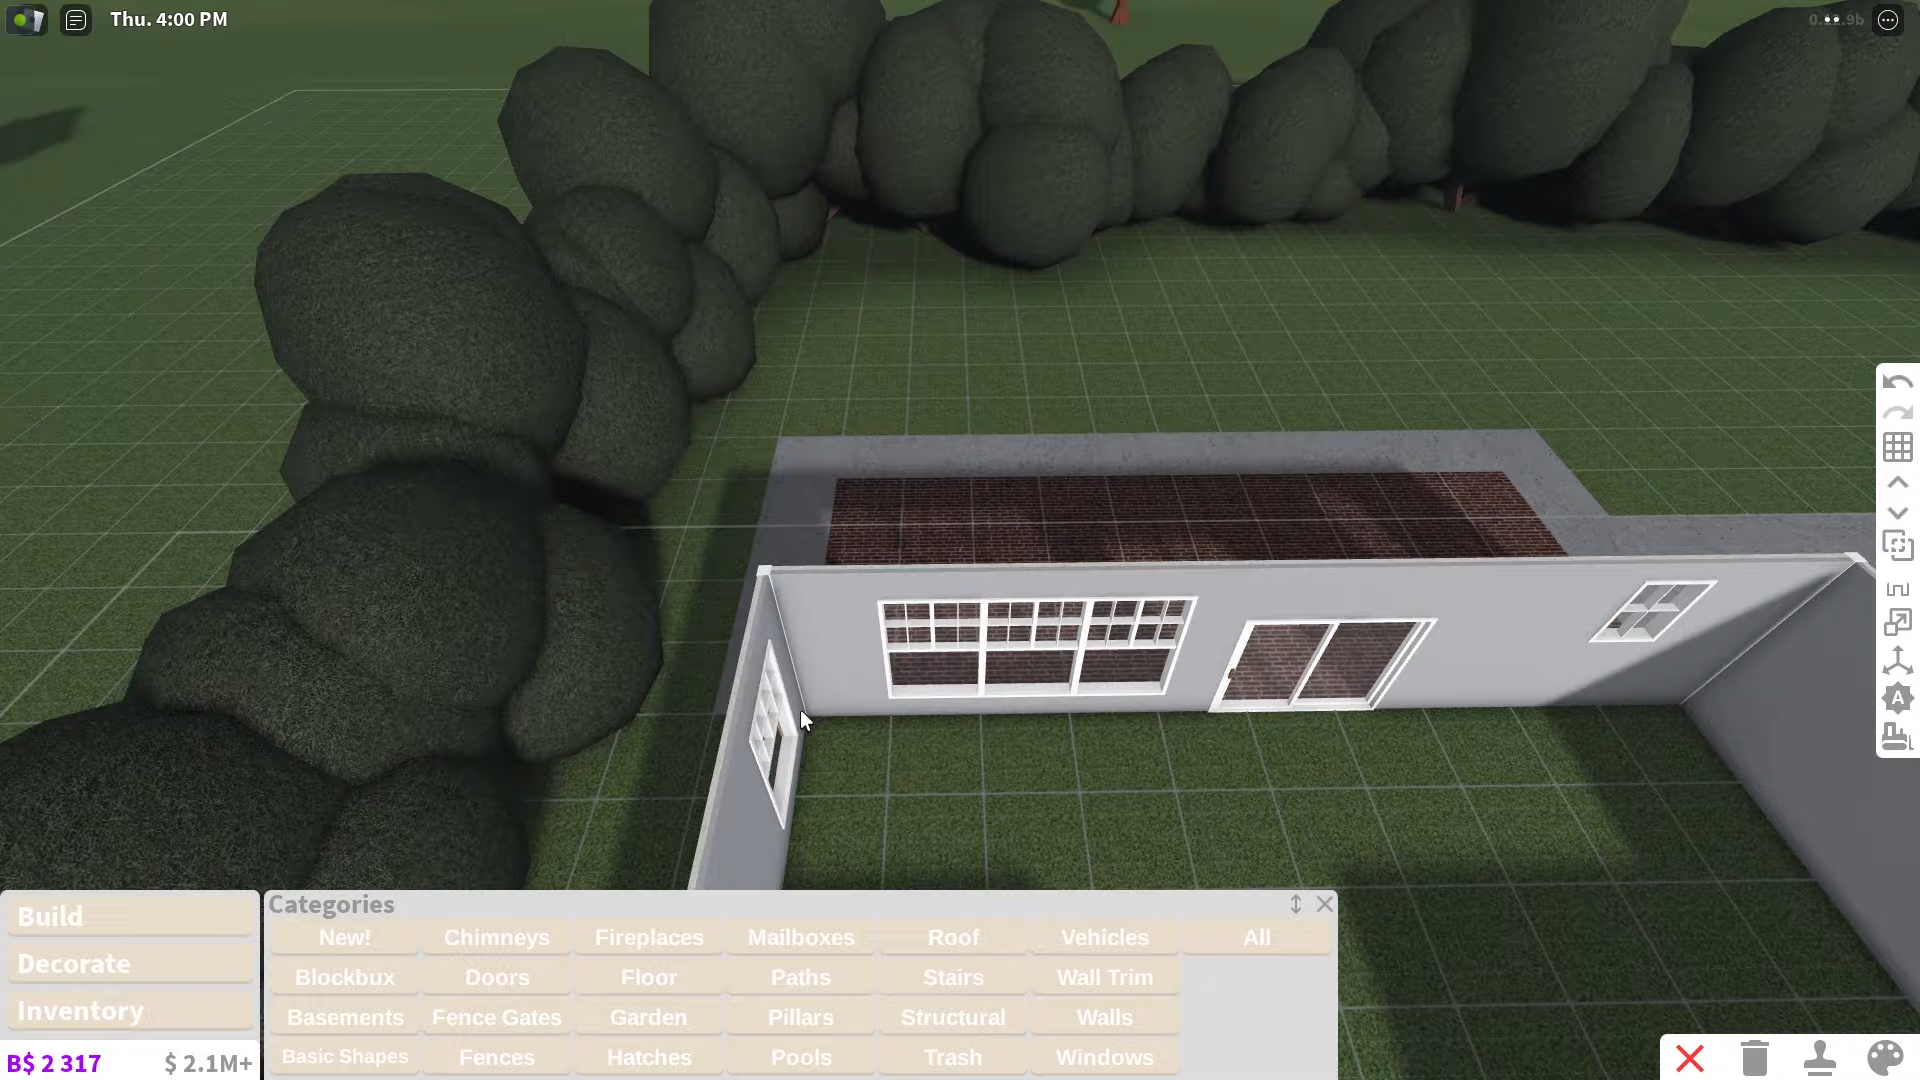 Thu. 4:00 PM
Build
Decorate
Inventory
B$ 2 317
$ 2.1M+
Categories
New! Chimneys Fireplaces Mailboxes Roof Vehicles All
Blockbux Doors Floor Paths Stairs Wall Trim
Basements Fence Gates Garden Pillars Structural Walls
Basic Shapes Fences Hatches Pools Trash Windows
A